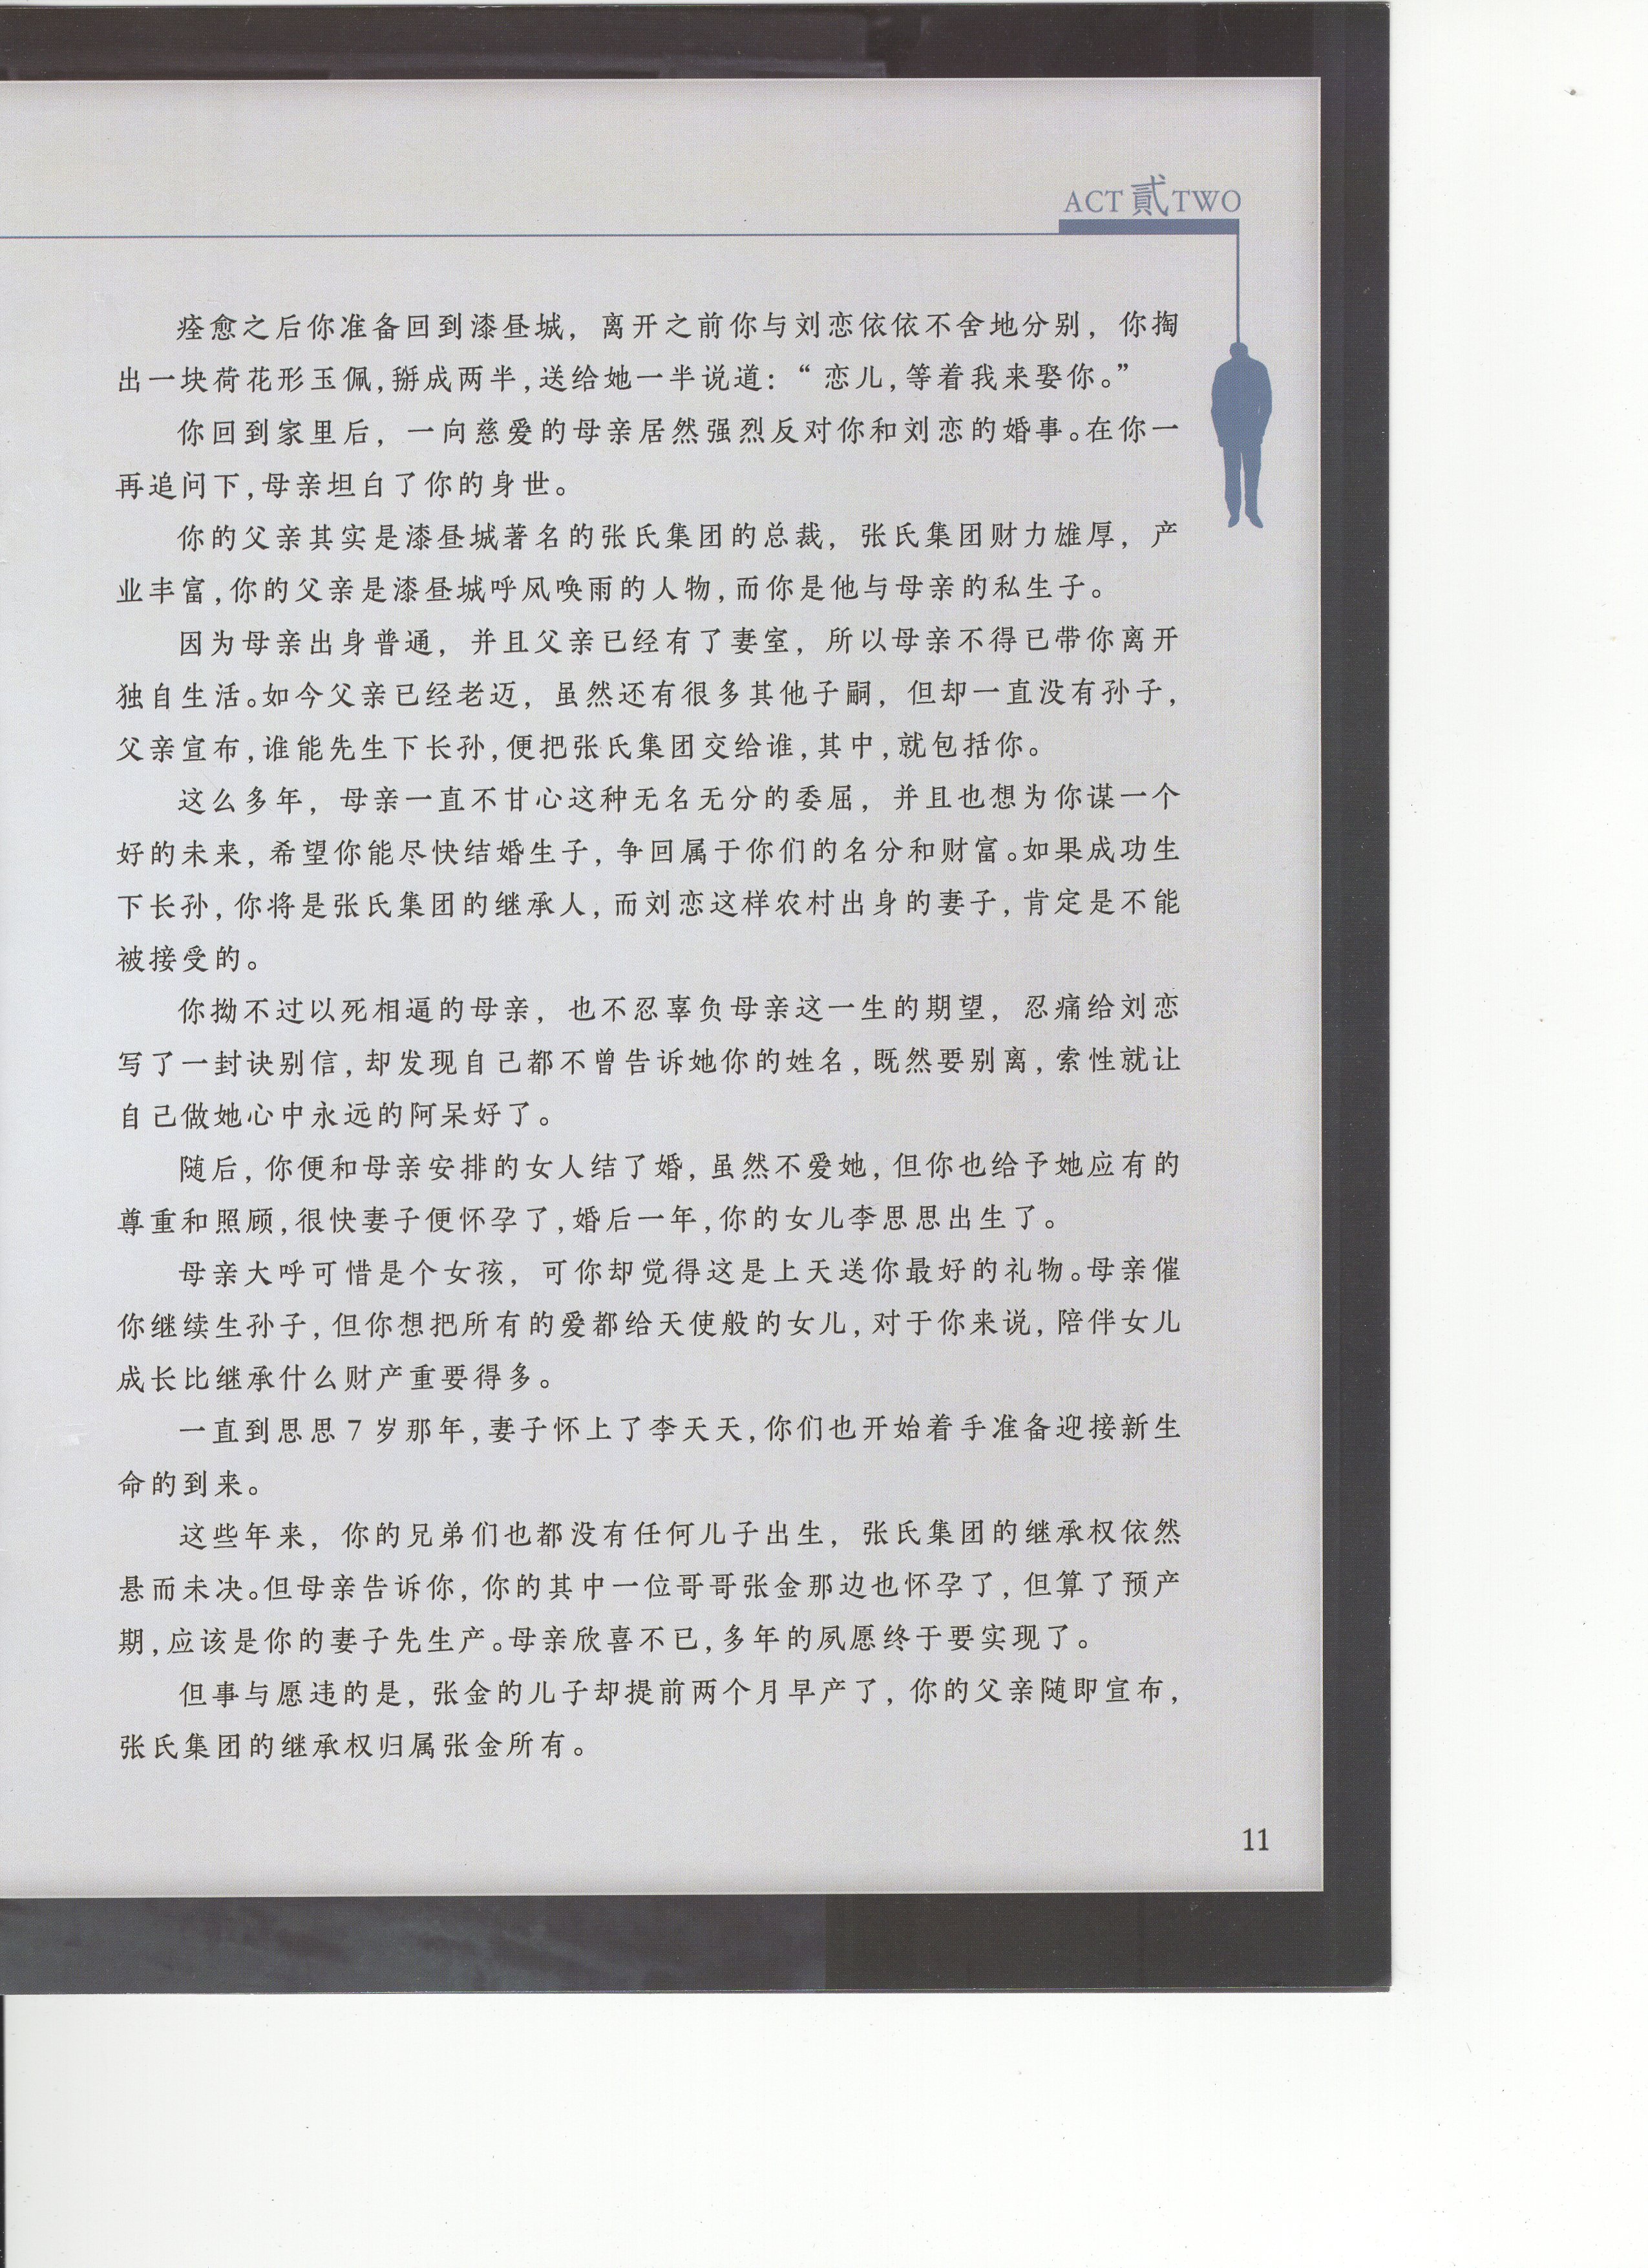 ACT 貳 TWO
痊愈之后你准备回到漆昼城，离开之前你与刘恋依依不舍地分别，你掏
出一块荷花形玉佩，掰成两半，送给她一半说道：“恋儿，等着我来娶你。”
你回到家里后，一向慈爱的母亲居然强烈反对你和刘恋的婚事。在你一
再追问下，母亲坦白了你的身世。
你的父亲其实是漆昼城著名的张氏集团的总裁，张氏集团财力雄厚，产
业丰富，你的父亲是漆昼城呼风唤雨的人物，而你是他与母亲的私生子。
因为母亲出身普通，并且父亲已经有了妻室，所以母亲不得已带你离开
独自生活。如今父亲已经老迈，虽然还有很多其他子嗣，但却一直没有孙子，
父亲宣布，谁能先生下长孙，便把张氏集团交给谁，其中，就包括你。
这么多年，母亲一直不甘心这种无名无分的委屈，并且也想为你谋一个
好的未来，希望你能尽快结婚生子，争回属于你们的名分和财富。如果成功生
下长孙，你将是张氏集团的继承人，而刘恋这样农村出身的妻子，肯定是不能
被接受的。
你拗不过以死相逼的母亲，也不忍辜负母亲这一生的期望，忍痛给刘恋
写了一封诀别信，却发现自己都不曾告诉她你的姓名，既然要别离，索性就让
自己做她心中永远的阿呆好了。
随后，你便和母亲安排的女人结了婚，虽然不爱她，但你也给予她应有的
尊重和照顾，很快妻子便怀孕了，婚后一年，你的女儿李思思出生了。
母亲大呼可惜是个女孩，可你却觉得这是上天送你最好的礼物。母亲催
你继续生孙子，但你想把所有的爱都给天使般的女儿，对于你来说，陪伴女儿
成长比继承什么财产重要得多。
一直到思思7岁那年，妻子怀上了李天天，你们也开始着手准备迎接新生
命的到来。
这些年来，你的兄弟们也都没有任何儿子出生，张氏集团的继承权依然
悬而未决。但母亲告诉你，你的其中一位哥哥张金那边也怀孕了，但算了预产
期，应该是你的妻子先生产。母亲欣喜不已，多年的夙愿终于要实现了。
但事与愿违的是，张金的儿子却提前两个月早产了，你的父亲随即宣布，
张氏集团的继承权归属张金所有。
11